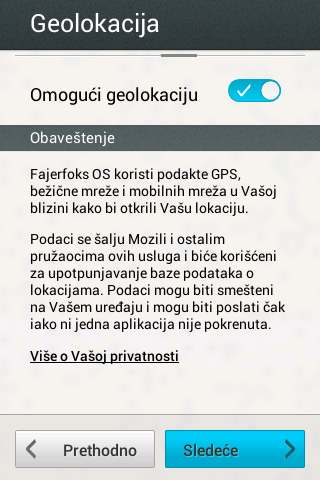 Geolokacija
Omogući geolokaciju
Obaveštenje
Fajerfoks OS koristi podakte GPS,
bežične mreže i mobilnih mreža u Vašoj
blizini kako bi otkrili Vašu lokaciju.
Podaci se šalju Mozili i ostalim
pružaocima ovih usluga i biće korišćeni
za upotpunjavanje baze podataka o
lokacijama. Podaci mogu biti smešteni
na Vašem uređaju i mogu biti poslati čak
iako ni jedna aplikacija nije pokrenuta.
Više o Vašoj privatnosti
Prethodno
Sledeće